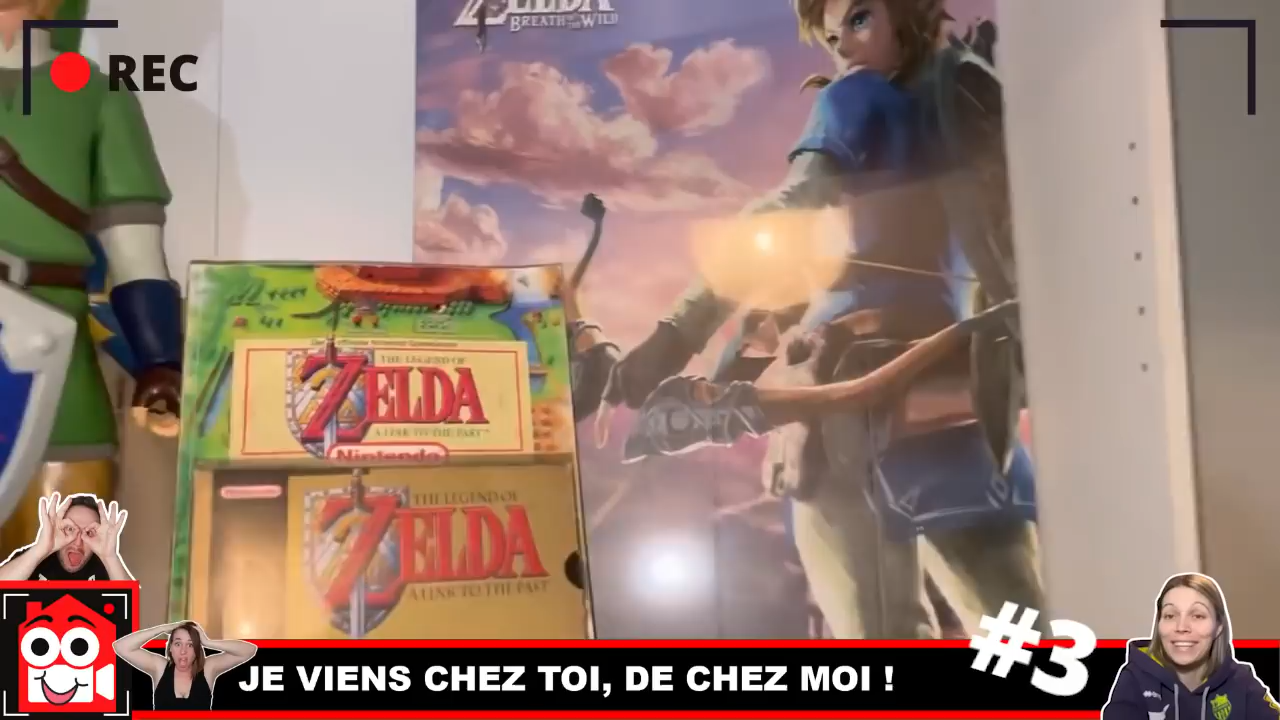 ZELDA
BREATH OF THE WILD
REC
THE LEGEND OF
ZELDA
A LINK TO THE PAST
Nintendo
Nintendo
THE LEGEND OF
ZELDA
A LINK TO THE PAST
#3
JE VIENS CHEZ TOI, DE CHEZ MOI !